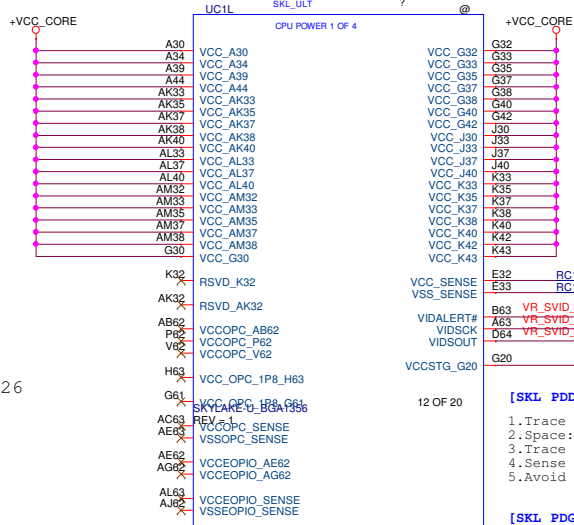 SKL_ULT ?
UC1L @
+VCC_CORE +VCC_CORE
CPU POWER 1 OF 4
A30 VCC_A30 VCC_G32 G32
A34 VCC_A34 VCC_G33 G33
A39 VCC_A39 VCC_G35 G35
A44 VCC_A44 VCC_G37 G37
AK33 VCC_AK33 VCC_G38 G38
AK35 VCC_AK35 VCC_G40 G40
AK37 VCC_AK37 VCC_G42 G42
AK38 VCC_AK38 VCC_J30 J30
AK40 VCC_AK40 VCC_J33 J33
AL33 VCC_AL33 VCC_J37 J37
AL37 VCC_AL37 VCC_J40 J40
AL40 VCC_AL40 VCC_K33 K33
AM32 VCC_AM32 VCC_K35 K35
AM33 VCC_AM33 VCC_K37 K37
AM35 VCC_AM35 VCC_K38 K38
AM37 VCC_AM37 VCC_K40 K40
AM38 VCC_AM38 VCC_K42 K42
G30 VCC_G30 VCC_K43 K43
K32 RSVD_K32 VCC_SENSE E32
VSS_SENSE E33
AK32 RSVD_AK32
VIDALERT# B63 VR_SVID_
AB62 VCCOPC_AB62 VIDSCK A63 VR_SVID_
P62 VCCOPC_P62 VIDSOUT D64 VR_SVID_
V62 VCCOPC_V62
VCCSTG_G20 G20
H63 VCC_OPC_1P8_H63
26
G61 VCC_OPC_1P8_G61 12 OF 20
SKYLAKE-U_BGA1356
REV = 1
AC63 VCCOPC_SENSE
AE63 VSSOPC_SENSE
AE62 VCCEOPIO_AE62
AG62 VCCEOPIO_AG62
AL63 VCCEOPIO_SENSE
AJ62 VSSEOPIO_SENSE
[SKL PDD
1.Trace
2.Space:
3.Trace
4.Sense
5.Avoid
[SKL PDG